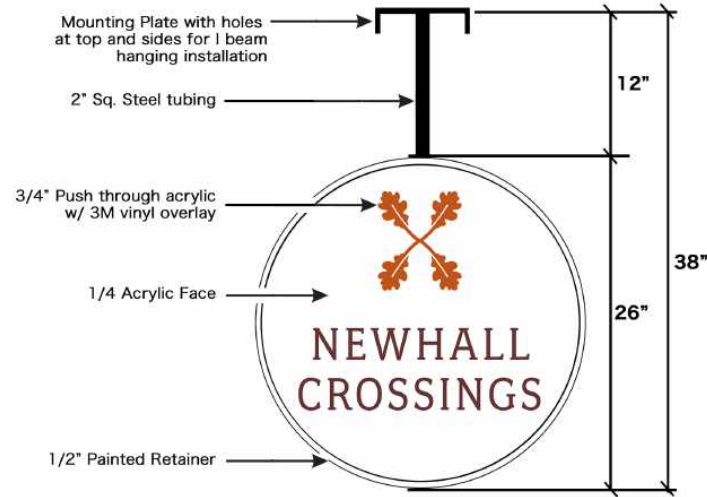 Mounting Plate with holes
at top and sides for I beam
hanging installation
12”
2” Sq. Steel tubing
3/4” Push through acrylic
w/ 3M vinyl overlay
38”
1/4 Acrylic Face
26”
NEWHALL
CROSSINGS
1/2” Painted Retainer